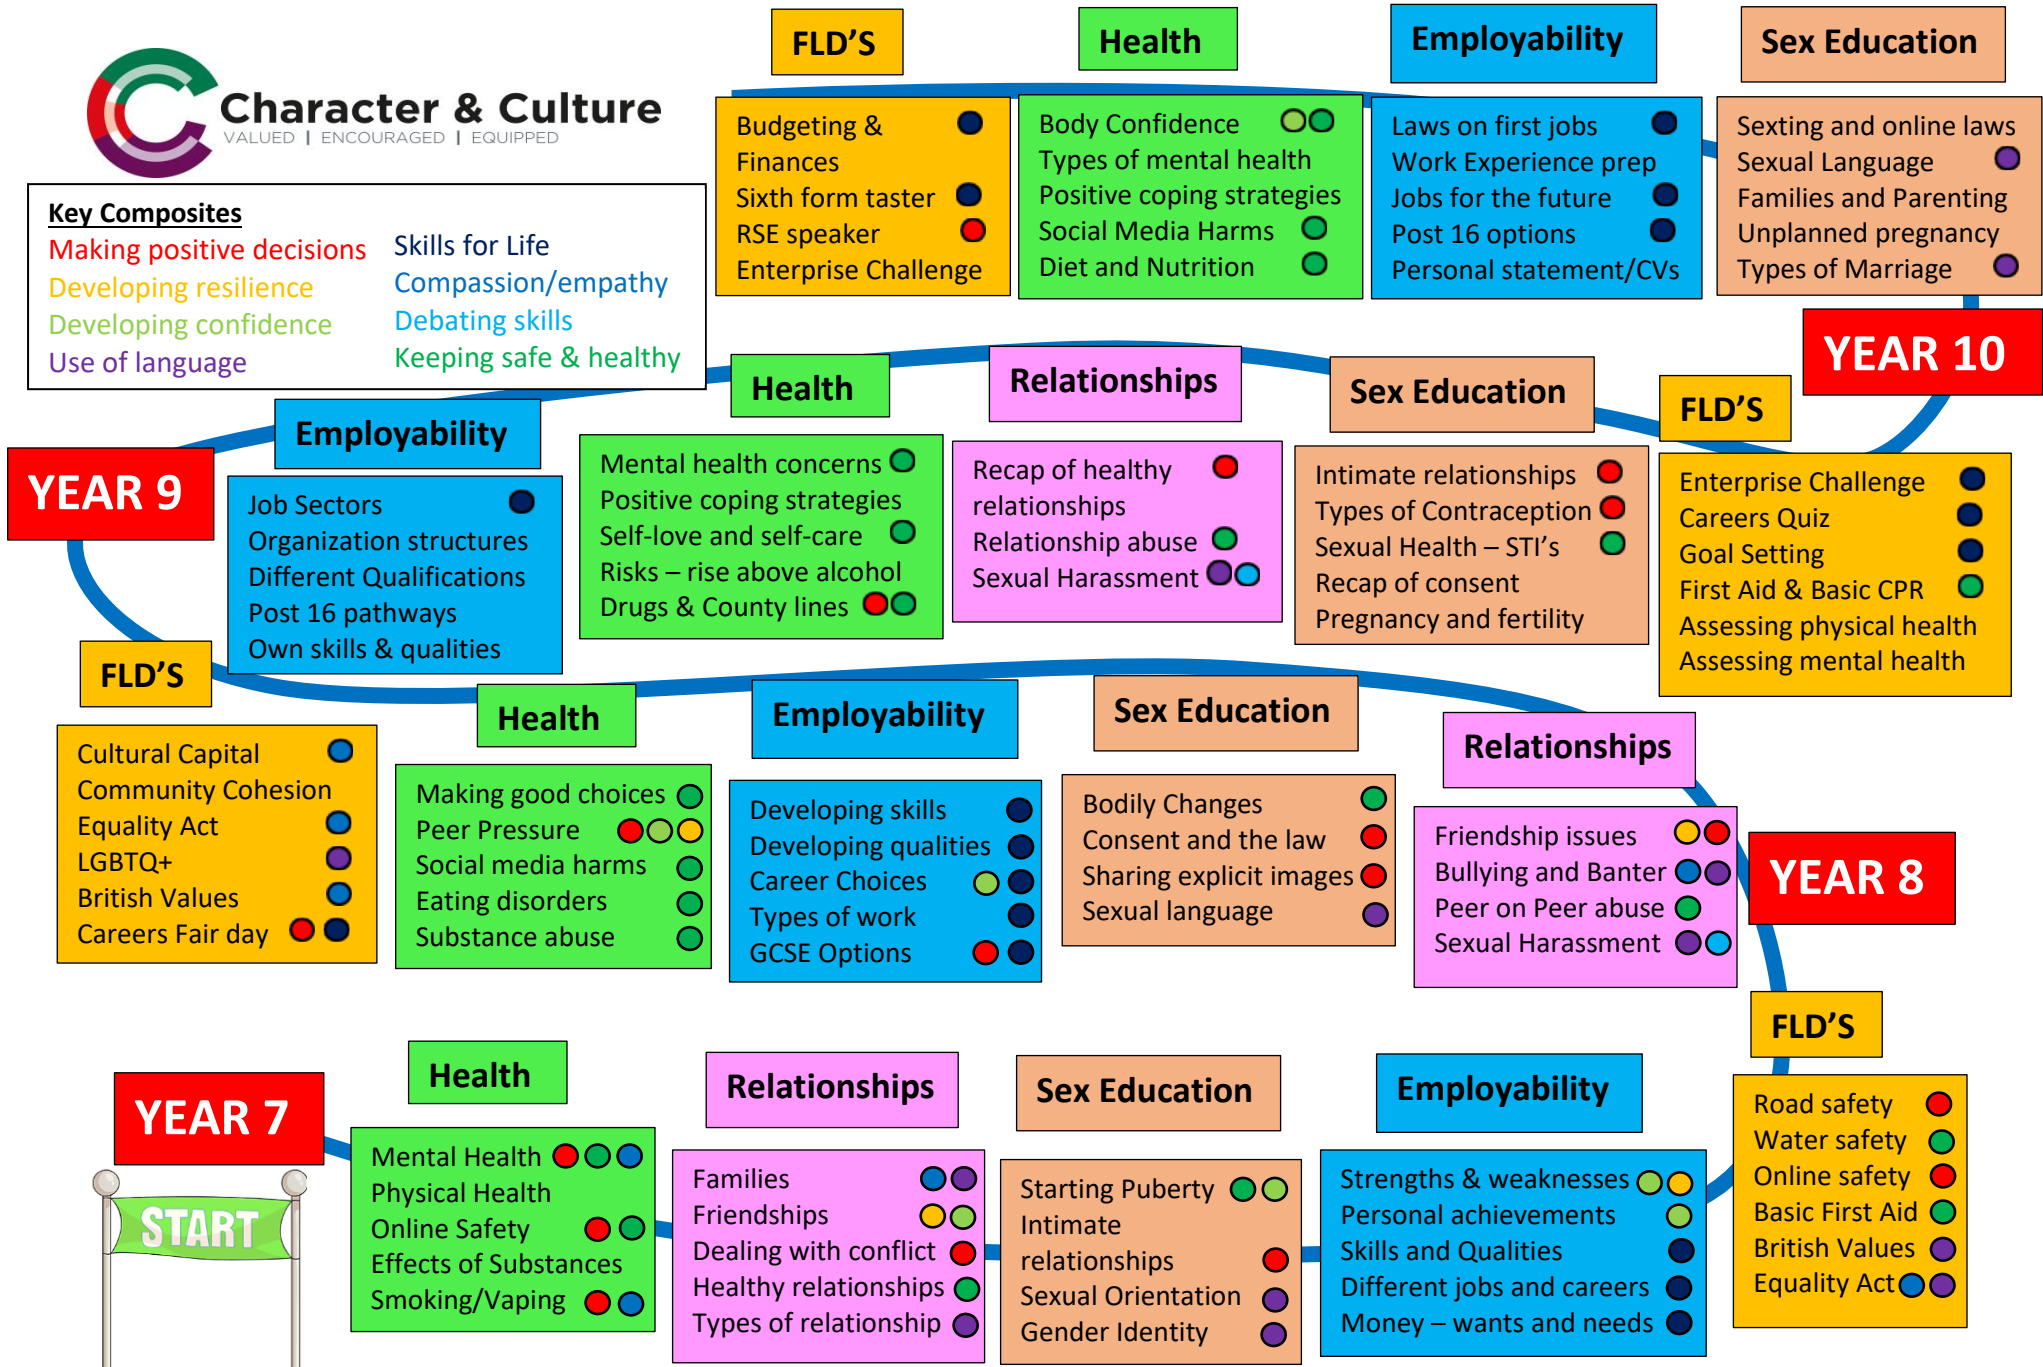 Character & Culture
VALUED | ENCOURAGED | EQUIPPED
Key Composites
Making positive decisions
Developing resilience
Developing confidence
Use of language
Skills for Life
Compassion/empathy
Debating skills
Keeping safe & healthy
FLD'S
Budgeting &
Finances
Sixth form taster
RSE speaker
Enterprise Challenge
Health
Body Confidence
Types of mental health
Positive coping strategies
Social Media Harms
Diet and Nutrition
Employability
Laws on first jobs
Work Experience prep
Jobs for the future
Post 16 options
Personal statement/CVs
Sex Education
Sexting and online laws
Sexual Language
Families and Parenting
Unplanned pregnancy
Types of Marriage
YEAR 10
YEAR 9
Employability
Job Sectors
Organization structures
Different Qualifications
Post 16 pathways
Own skills & qualities
Health
Mental health concerns
Positive coping strategies
Self-love and self-care
Risks – rise above alcohol
Drugs & County lines
Relationships
Recap of healthy
relationships
Relationship abuse
Sexual Harassment
Sex Education
Intimate relationships
Types of Contraception
Sexual Health – STI's
Recap of consent
Pregnancy and fertility
FLD'S
Enterprise Challenge
Careers Quiz
Goal Setting
First Aid & Basic CPR
Assessing physical health
Assessing mental health
FLD'S
Cultural Capital
Community Cohesion
Equality Act
LGBTQ+
British Values
Careers Fair day
Health
Making good choices
Peer Pressure
Social media harms
Eating disorders
Substance abuse
Employability
Developing skills
Developing qualities
Career Choices
Types of work
GCSE Options
Sex Education
Bodily Changes
Consent and the law
Sharing explicit images
Sexual language
Relationships
Friendship issues
Bullying and Banter
Peer on Peer abuse
Sexual Harassment
YEAR 8
YEAR 7
START
Health
Mental Health
Physical Health
Online Safety
Effects of Substances
Smoking/Vaping
Relationships
Families
Friendships
Dealing with conflict
Healthy relationships
Types of relationship
Sex Education
Starting Puberty
Intimate
relationships
Sexual Orientation
Gender Identity
Employability
Strengths & weaknesses
Personal achievements
Skills and Qualities
Different jobs and careers
Money – wants and needs
FLD'S
Road safety
Water safety
Online safety
Basic First Aid
British Values
Equality Act